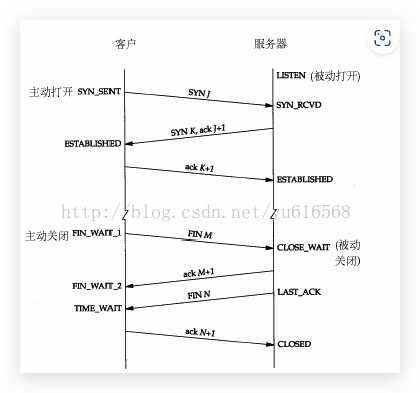 客户 服务器
LISTEN (被动打开)
主动打开 SYN_SENT
SYN J
SYN_RCVD
SYN K, ack J+1
ESTABLISHED
ack K+1
ESTABLISHED
http://blog.csdn.net/yu616568
主动关闭 FIN_WAIT_1
FIN M
CLOSE_WAIT (被动
关闭)
ack M+1
FIN_WAIT_2
FIN N
LAST_ACK
TIME_WAIT
ack N+1
CLOSED